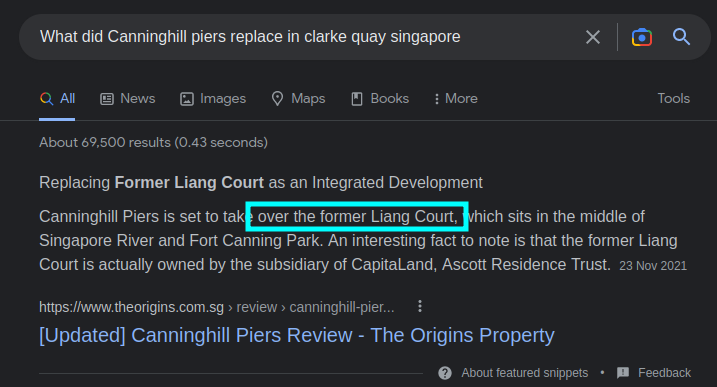 What did Canninghill piers replace in clarke quay singapore
All News Images Maps Books More Tools
About 69,500 results (0.43 seconds)
Replacing Former Liang Court as an Integrated Development
Canninghill Piers is set to take over the former Liang Court, which sits in the middle of
Singapore River and Fort Canning Park. An interesting fact to note is that the former Liang
Court is actually owned by the subsidiary of CapitaLand, Ascott Residence Trust. 23 Nov 2021
https://www.theorigins.com.sg › review › canninghill-pier...
[Updated] Canninghill Piers Review - The Origins Property
About featured snippets • Feedback